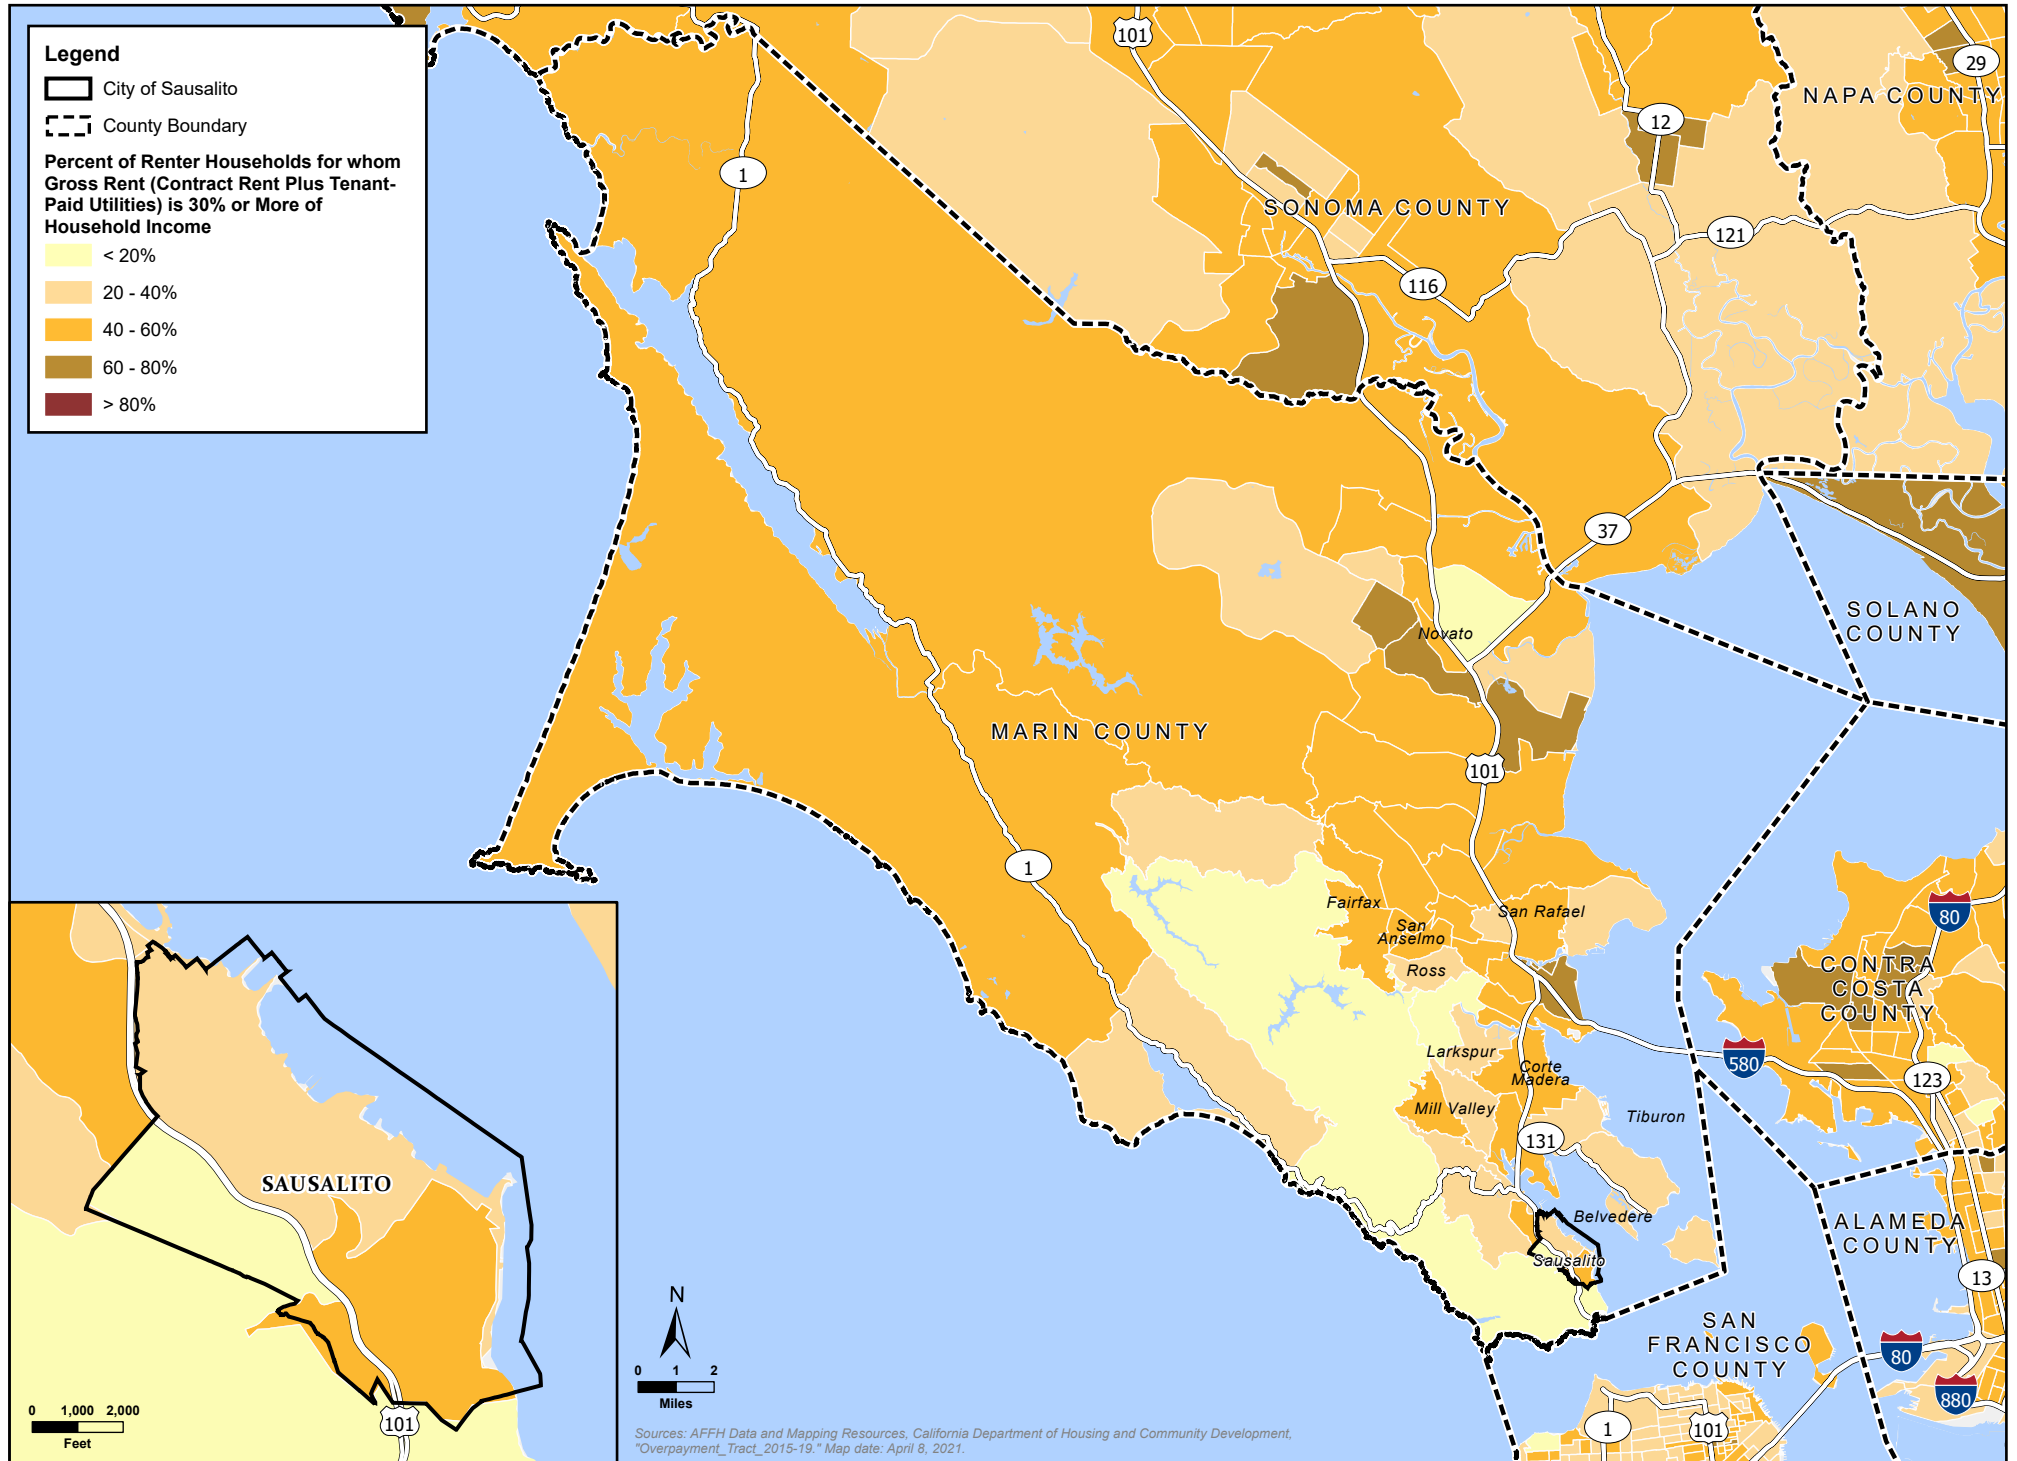 Legend
City of Sausalito
County Boundary
Percent of Renter Households for whom
Gross Rent (Contract Rent Plus Tenant-
Paid Utilities) is 30% or More of
Household Income
< 20%
20 - 40%
40 - 60%
60 - 80%
> 80%
101
29
NAPA COUNTY
12
1
SONOMA COUNTY
121
116
37
SOLANO
COUNTY
Novato
MARIN COUNTY
101
1
Fairfax
San
Anselmo
San Rafael
Ross
80
CONTRA
COSTA
COUNTY
Larkspur
Corte
Madera
580
123
Mill Valley
Tiburon
131
Belvedere
Sausalito
ALAMEDA
COUNTY
13
SAN
FRANCISCO
COUNTY
80
880
1
101
SAUSALITO
101
0 1,000 2,000
Feet
N
0 1 2
Miles
Sources: AFFH Data and Mapping Resources, California Department of Housing and Community Development,
"Overpayment_Tract_2015-19." Map date: April 8, 2021.